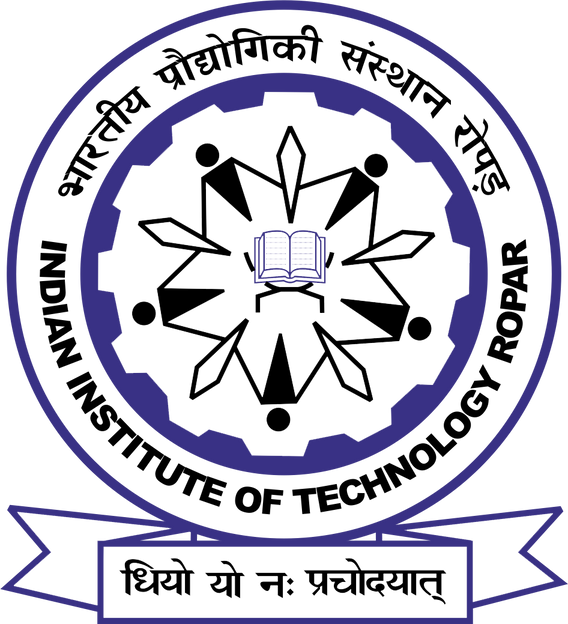 भारतीय प्रौद्योगिकी संस्थान रोपड़
INDIAN INSTITUTE OF TECHNOLOGY ROPAR
धियो यो नः प्रचोदयात्